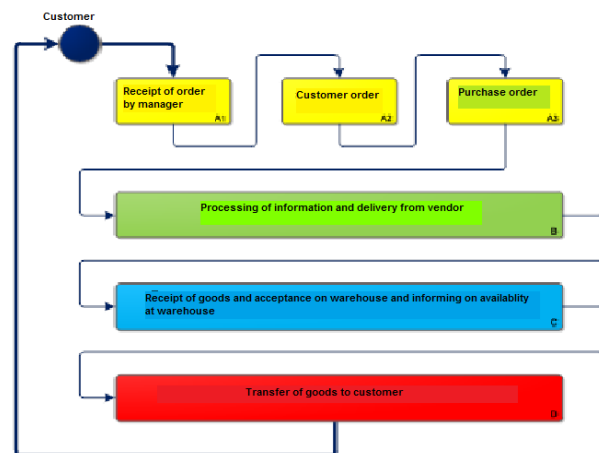 Customer
Receipt of order
by manager
A1
Customer order
A2
Purchase order
A3
Processing of information and delivery from vendor
B
Receipt of goods and acceptance on warehouse and informing on availablity
at warehouse
C
Transfer of goods to customer
D